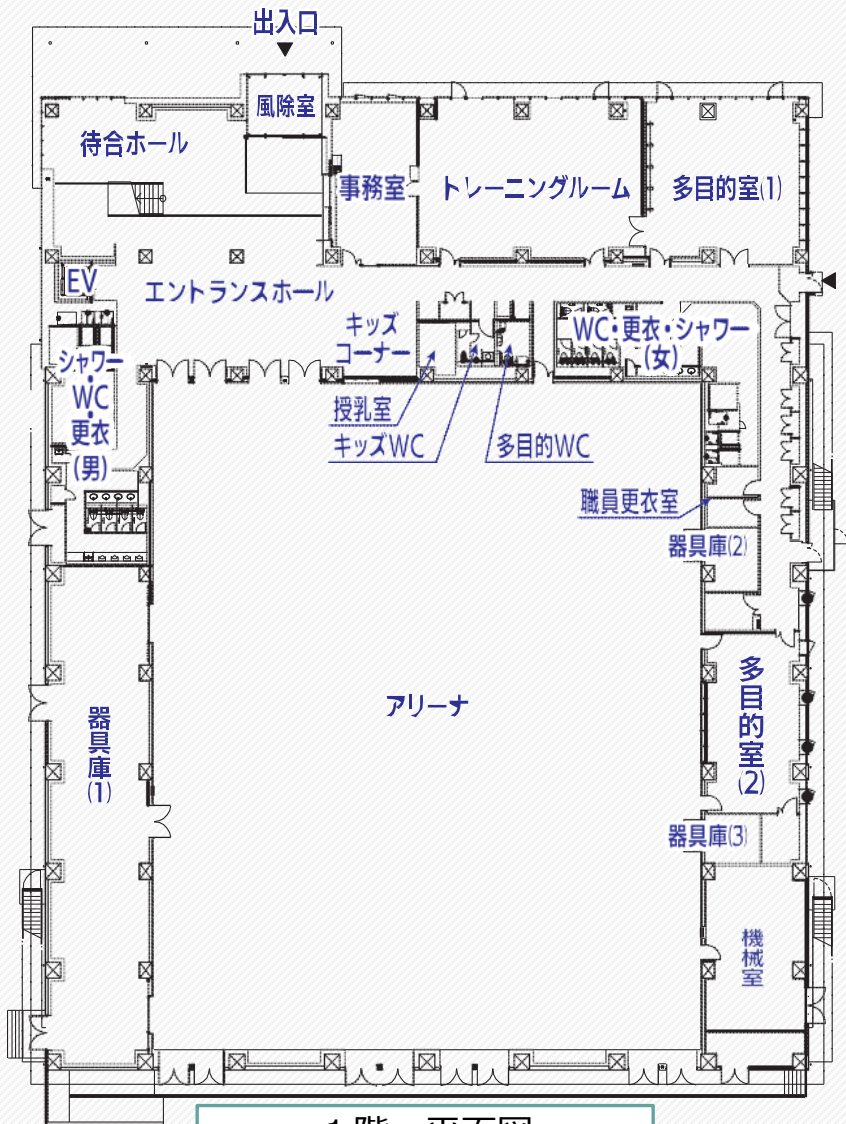 出入口
風除室
待合ホール
事務室
トレーニングルーム
多目的室(1)
EV
エントランスホール
キッズ
コーナー
WC・更衣・シャワー
(女)
シャワー
・
WC
・
更衣
(男)
授乳室
キッズWC
多目的WC
職員更衣室
器具庫(2)
アリーナ
多目的室(2)
器具庫(1)
器具庫(3)
機械室
1階 平面図